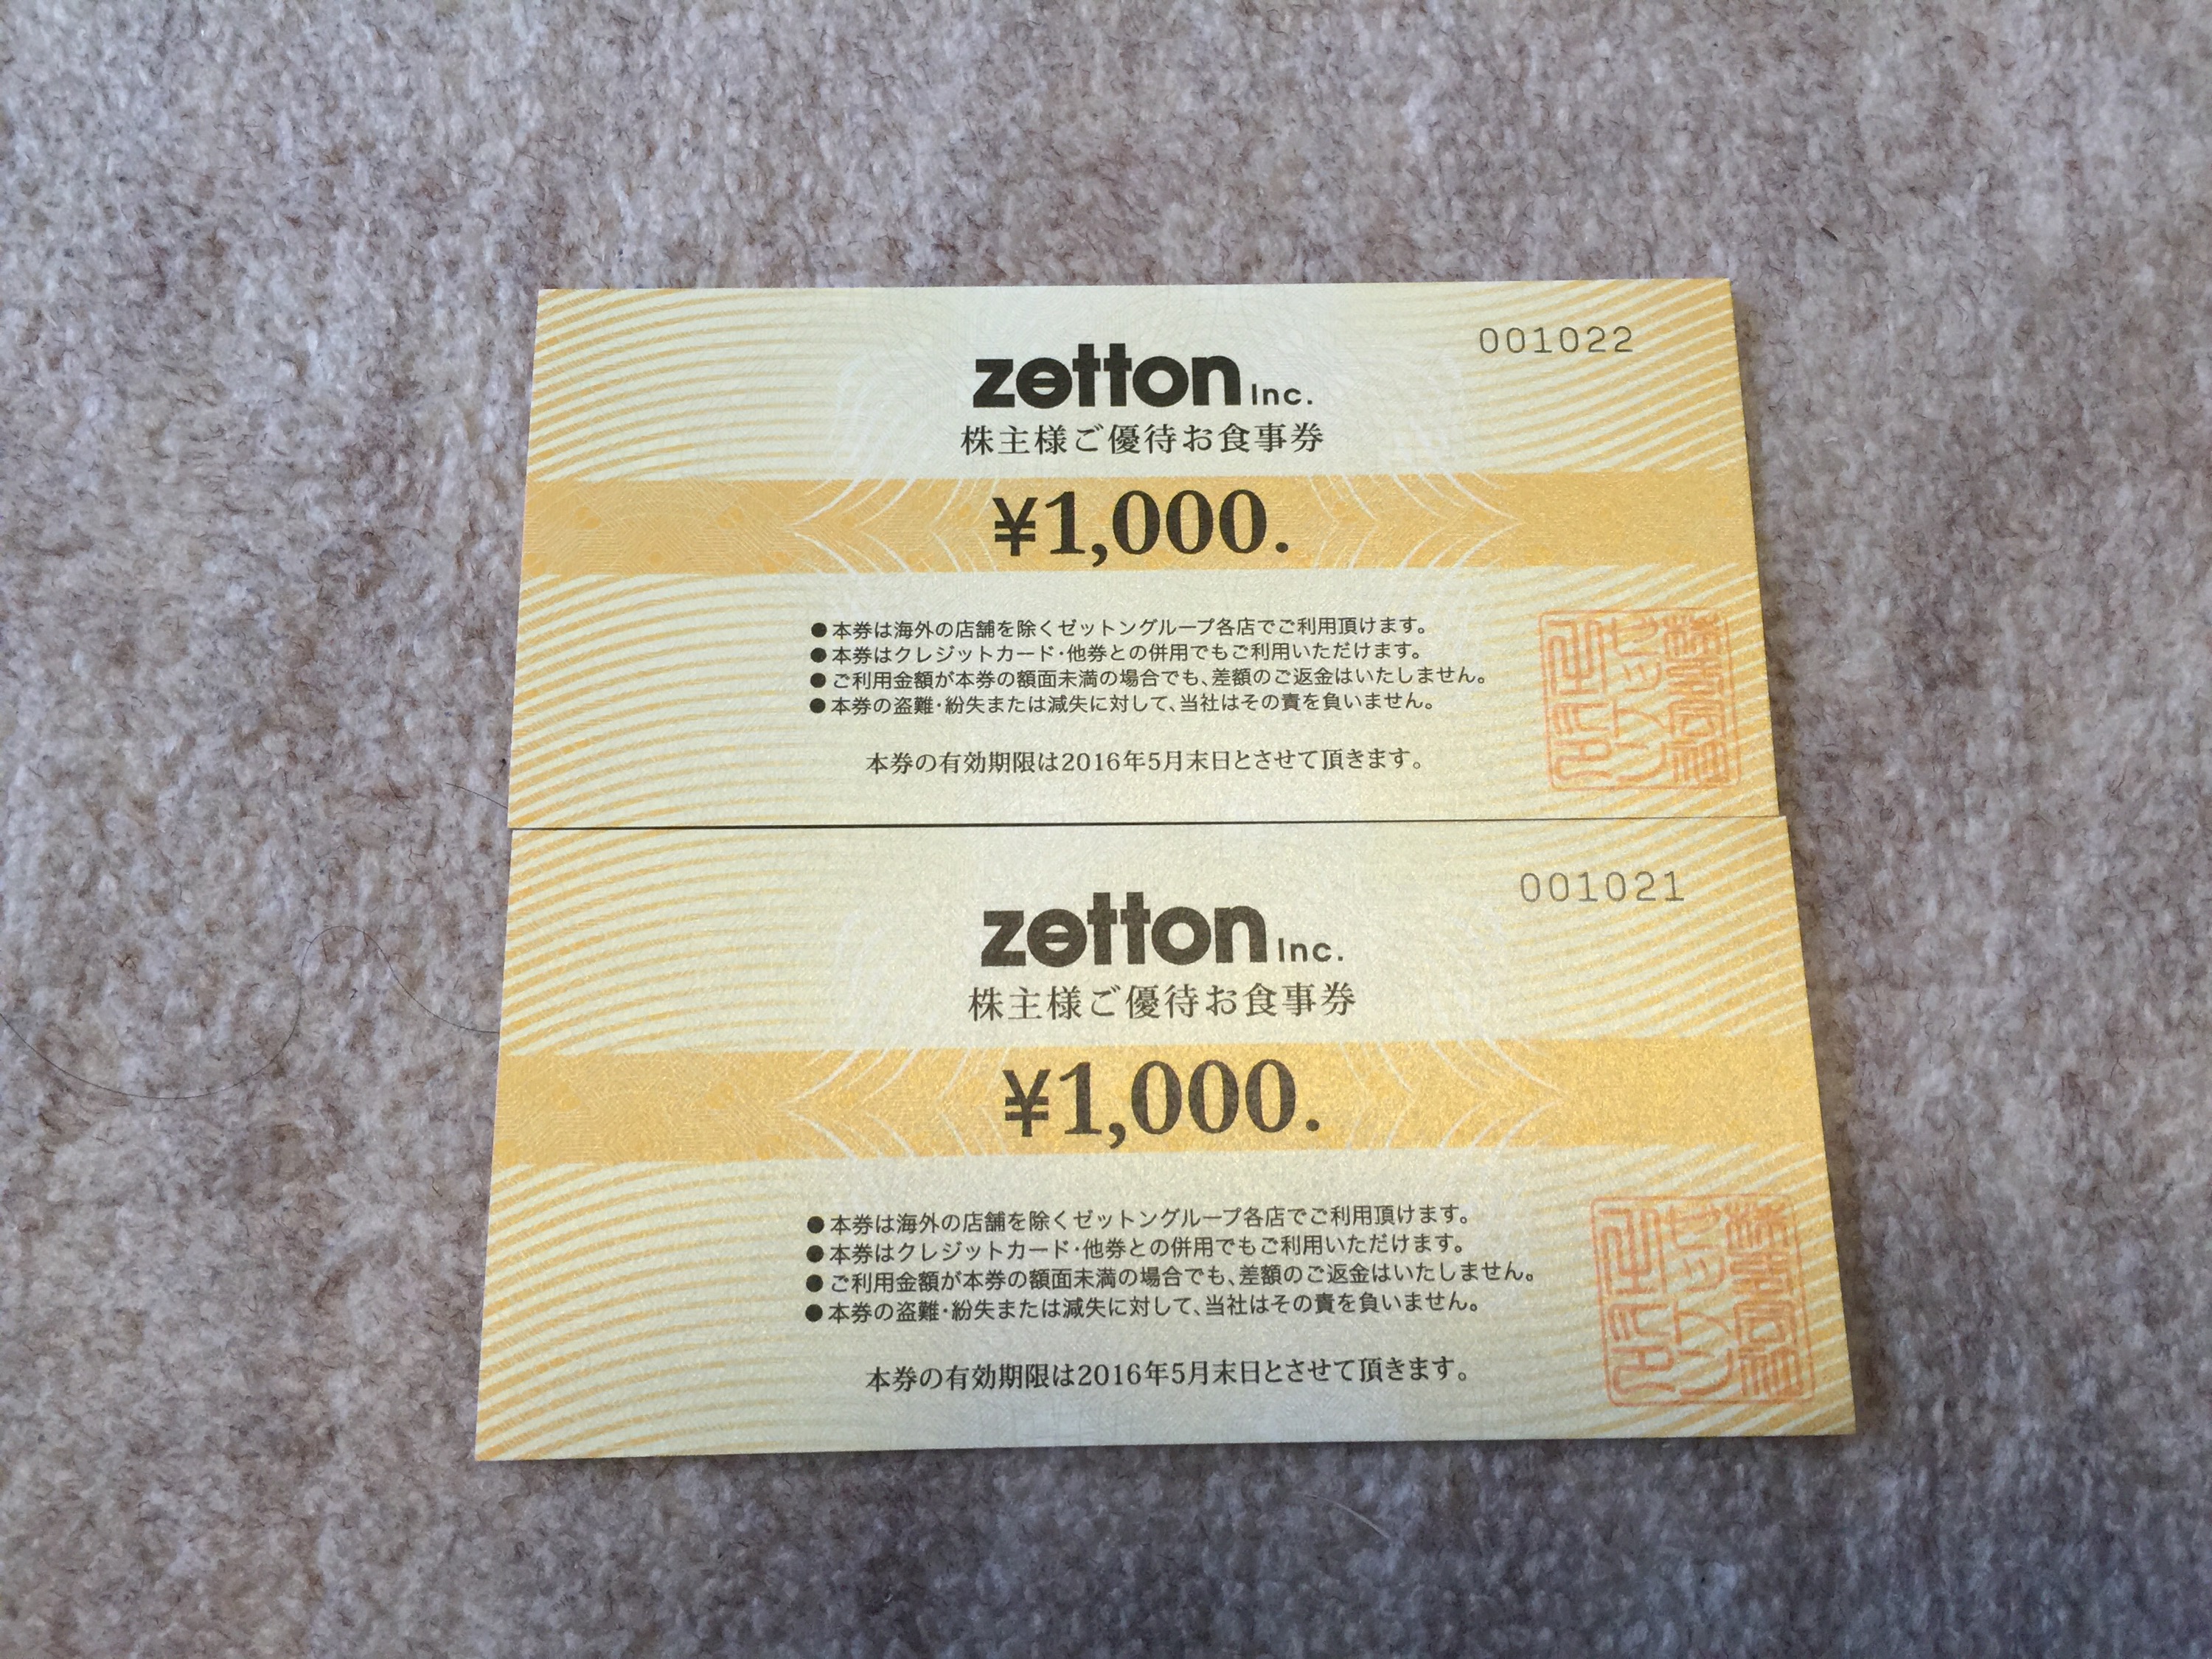 001022
zetton Inc.
株主様ご優待お食事券
¥1,000.
●本券は海外の店舗を除くゼットングループ各店でご利用頂けます。
●本券はクレジットカード・他券との併用でもご利用いただけます。
●ご利用金額が本券の額面未満の場合でも、差額のご返金はいたしません。
●本券の盗難・紛失または減失に対して、当社はその責を負いません。
本券の有効期限は2016年5月末日とさせて頂きます。
株式会社
ゼットン
001021
zetton Inc.
株主様ご優待お食事券
¥1,000.
●本券は海外の店舗を除くゼットングループ各店でご利用頂けます。
●本券はクレジットカード・他券との併用でもご利用いただけます。
●ご利用金額が本券の額面未満の場合でも、差額のご返金はいたしません。
●本券の盗難・紛失または減失に対して、当社はその責を負いません。
本券の有効期限は2016年5月末日とさせて頂きます。
株式会社
ゼットン